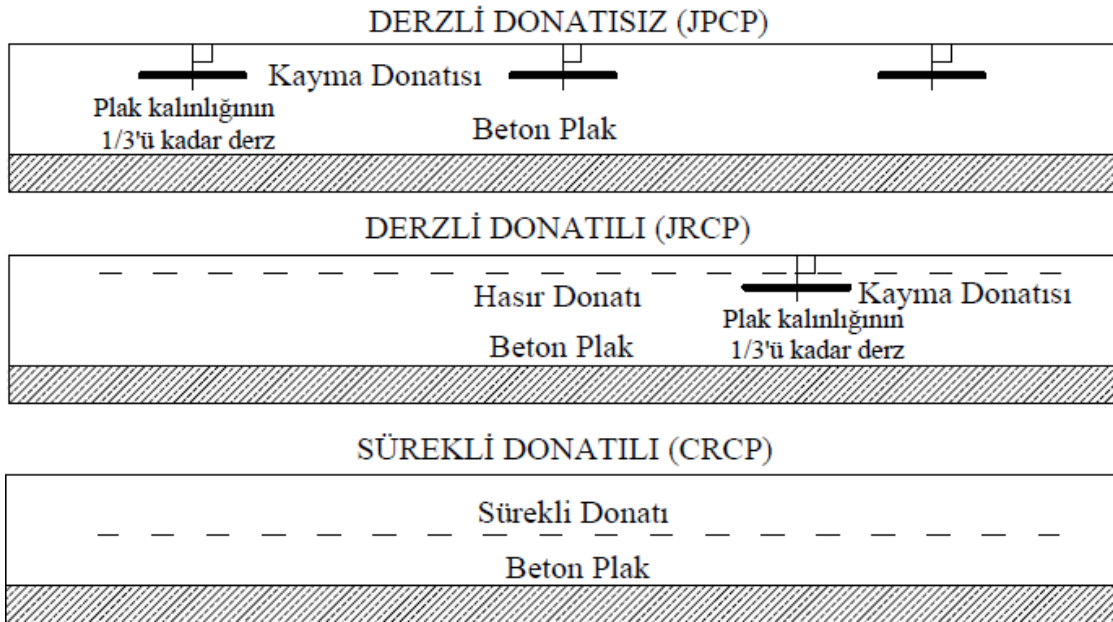 DERZLİ DONATISIZ (JPCP)
Kayma Donatısı
Plak kalınlığının
1/3'ü kadar derz
Beton Plak
DERZLİ DONATILI (JRCP)
Hasır Donatı
Kayma Donatısı
Plak kalınlığının
1/3'ü kadar derz
Beton Plak
SÜREKLİ DONATILI (CRCP)
Sürekli Donatı
Beton Plak